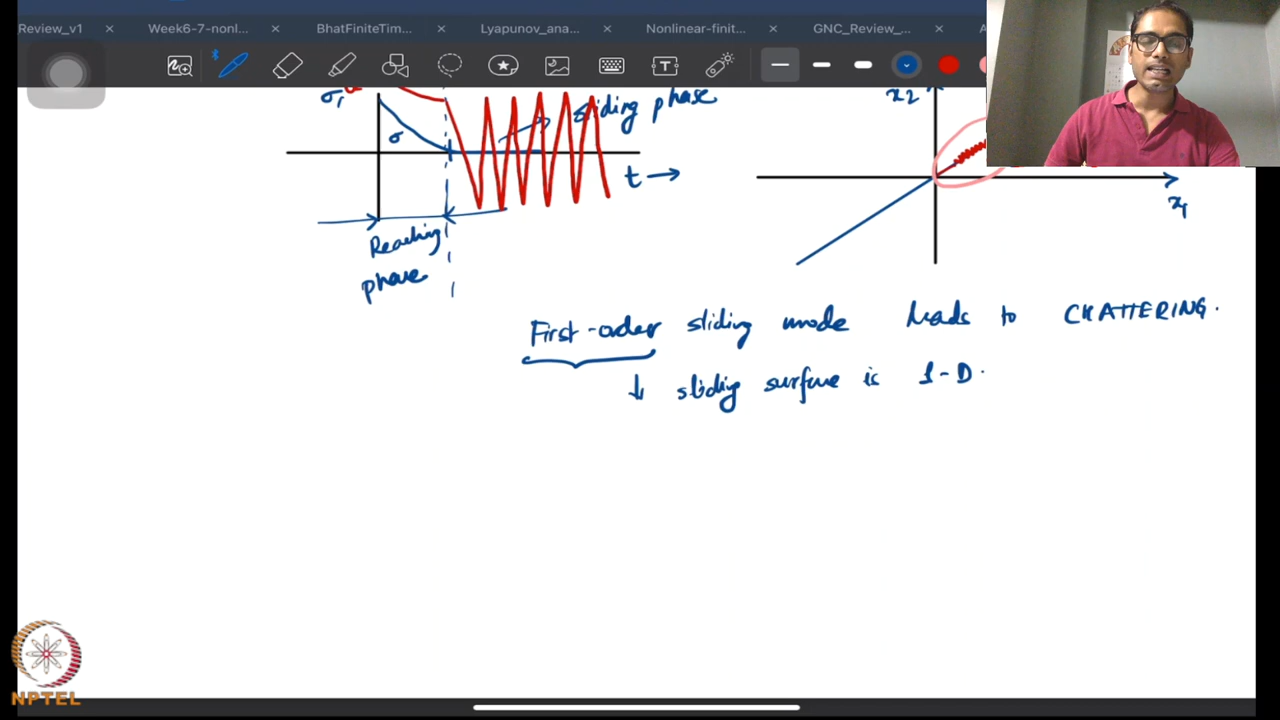 Review_v1 Week6-7-nonl... BhatFiniteTim... Lyapunov_ana... Nonlinear-finit... GNC_Review_...
σ, u
sliding phase
x2
σ
t →
x1
Reaching
phase
First-order sliding mode leads to CHATTERING.
↓ sliding surface is 1-D.
NPTEL